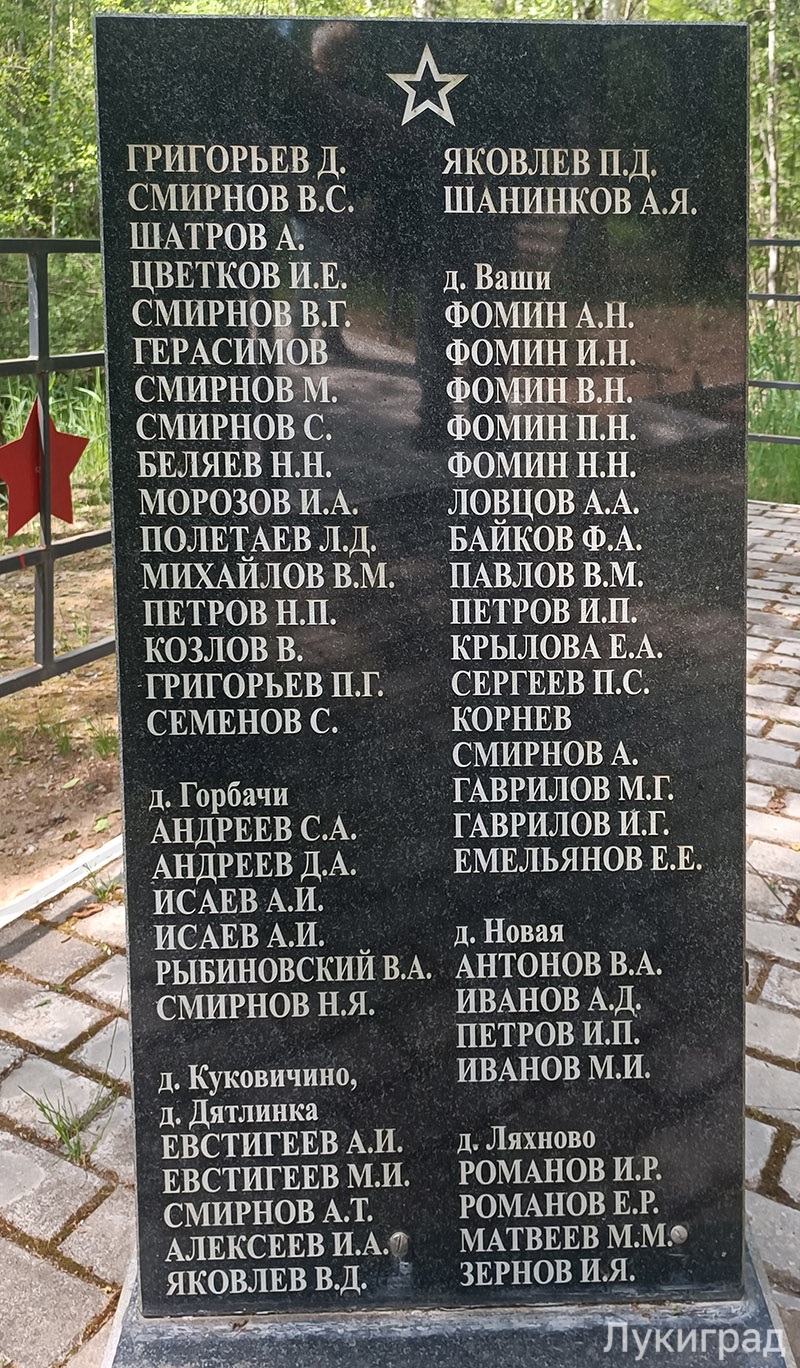 ГРИГОРЬЕВ Д.
СМИРНОВ В.С.
ШАТРОВ А.
ЦВЕТКОВ И.Е.
СМИРНОВ В.Г.
ГЕРАСИМОВ
СМИРНОВ М.
СМИРНОВ С.
БЕЛЯЕВ Н.Н.
МОРОЗОВ И.А.
ПОЛЕТАЕВ Л.Д.
МИХАЙЛОВ В.М.
ПЕТРОВ Н.П.
КОЗЛОВ В.
ГРИГОРЬЕВ П.Г.
СЕМЕНОВ С.
д. Горбачи
АНДРЕЕВ С.А.
АНДРЕЕВ Д.А.
ИСАЕВ А.И.
ИСАЕВ А.И.
РЫБИНОВСКИЙ В.А.
СМИРНОВ Н.Я.
д. Куковичино,
д. Дятлинка
ЕВСТИГЕЕВ А.И.
ЕВСТИГЕЕВ М.И.
СМИРНОВ А.Т.
АЛЕКСЕЕВ И.А.
ЯКОВЛЕВ В.Д.
ЯКОВЛЕВ П.Д.
ШАНИНКОВ А.Я.
д. Ваши
ФОМИН А.Н.
ФОМИН И.Н.
ФОМИН В.Н.
ФОМИН П.Н.
ФОМИН Н.Н.
ЛОВЦОВ А.А.
БАЙКОВ Ф.А.
ПАВЛОВ В.М.
ПЕТРОВ И.П.
КРЫЛОВА Е.А.
СЕРГЕЕВ П.С.
КОРНЕВ
СМИРНОВ А.
ГАВРИЛОВ М.Г.
ГАВРИЛОВ И.Г.
ЕМЕЛЬЯНОВ Е.Е.
д. Новая
АНТОНОВ В.А.
ИВАНОВ А.Д.
ПЕТРОВ И.П.
ИВАНОВ М.И.
д. Ляхново
РОМАНОВ И.Р.
РОМАНОВ Е.Р.
МАТВЕЕВ М.М.
ЗЕРНОВ И.Я.
Лукиград